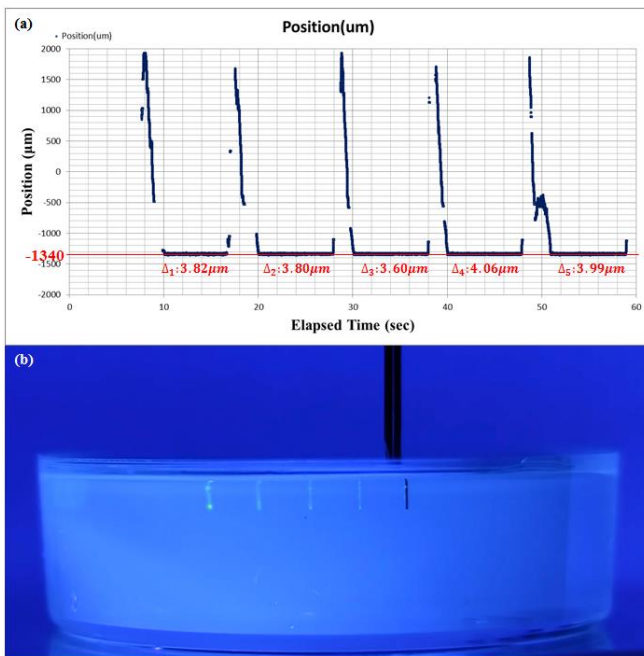 (a)
Position(um)
• Position(um)
Position (µm)
2000
1500
1000
500
0
-500
-1000
-1340
-1500
-2000
Δ₁:3.82µm Δ₂:3.80µm Δ₃:3.60µm Δ₄:4.06µm Δ₅:3.99µm
0 10 20 30 40 50 60
Elapsed Time (sec)
(b)